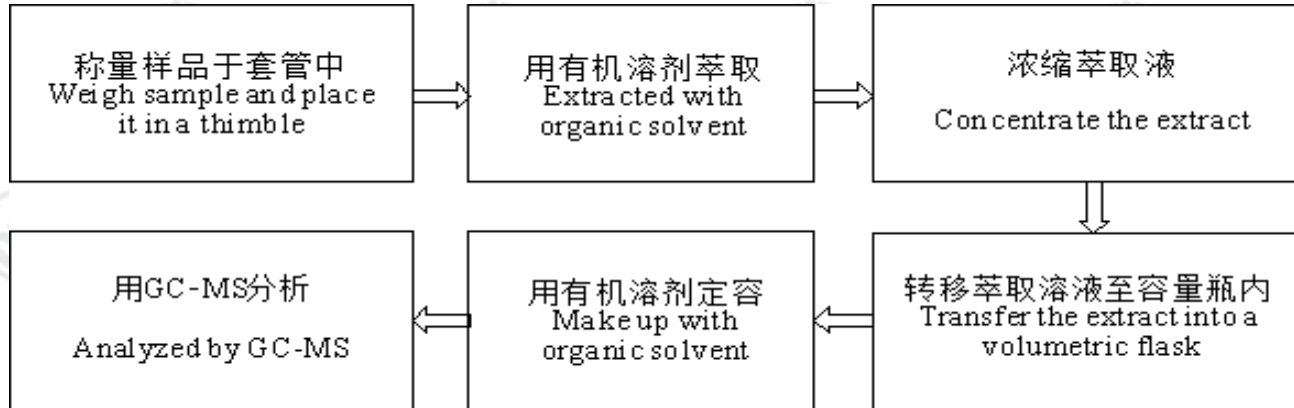 称量样品于套管中
Weigh sample and place
it in a thimble
用有机溶剂萃取
Extracted with
organic solvent
浓缩萃取液
Concentrate the extract
转移萃取溶液至容量瓶内
Transfer the extract into a
volumetric flask
用有机溶剂定容
Make up with
organic solvent
用GC-MS分析
Analyzed by GC-MS